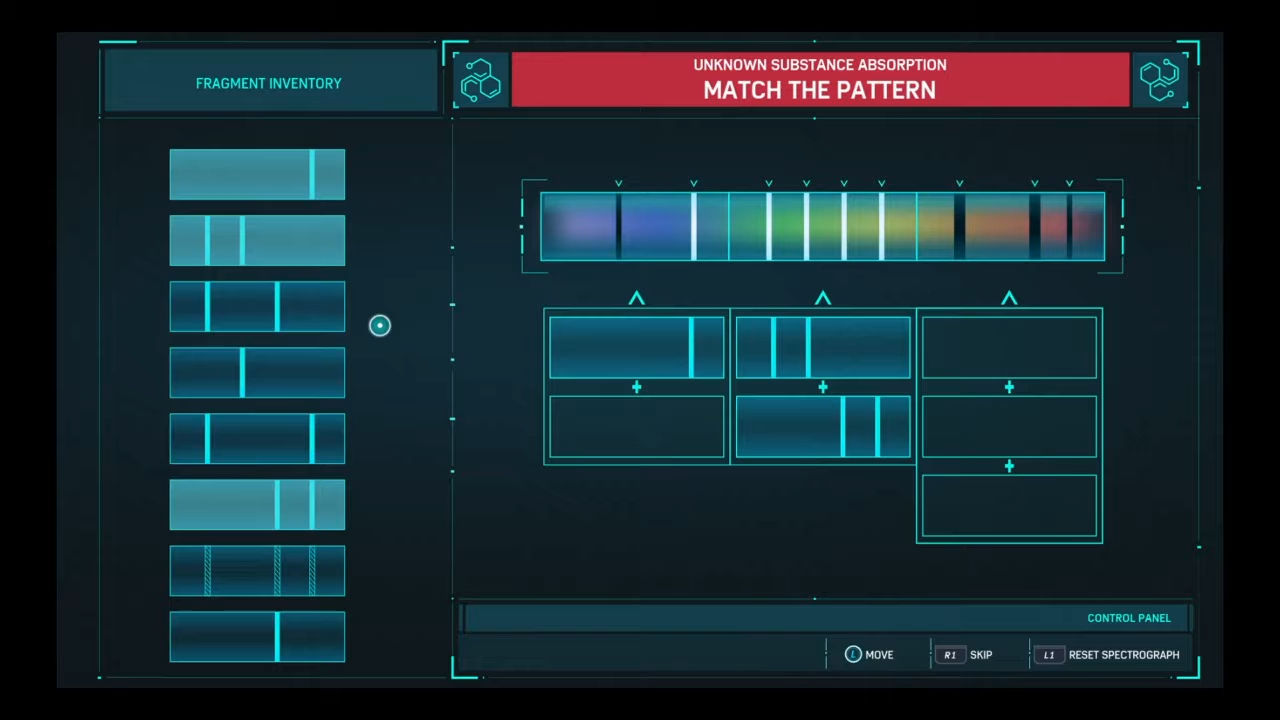 FRAGMENT INVENTORY
UNKNOWN SUBSTANCE ABSORPTION
MATCH THE PATTERN
CONTROL PANEL
L MOVE
R1 SKIP
L1 RESET SPECTROGRAPH